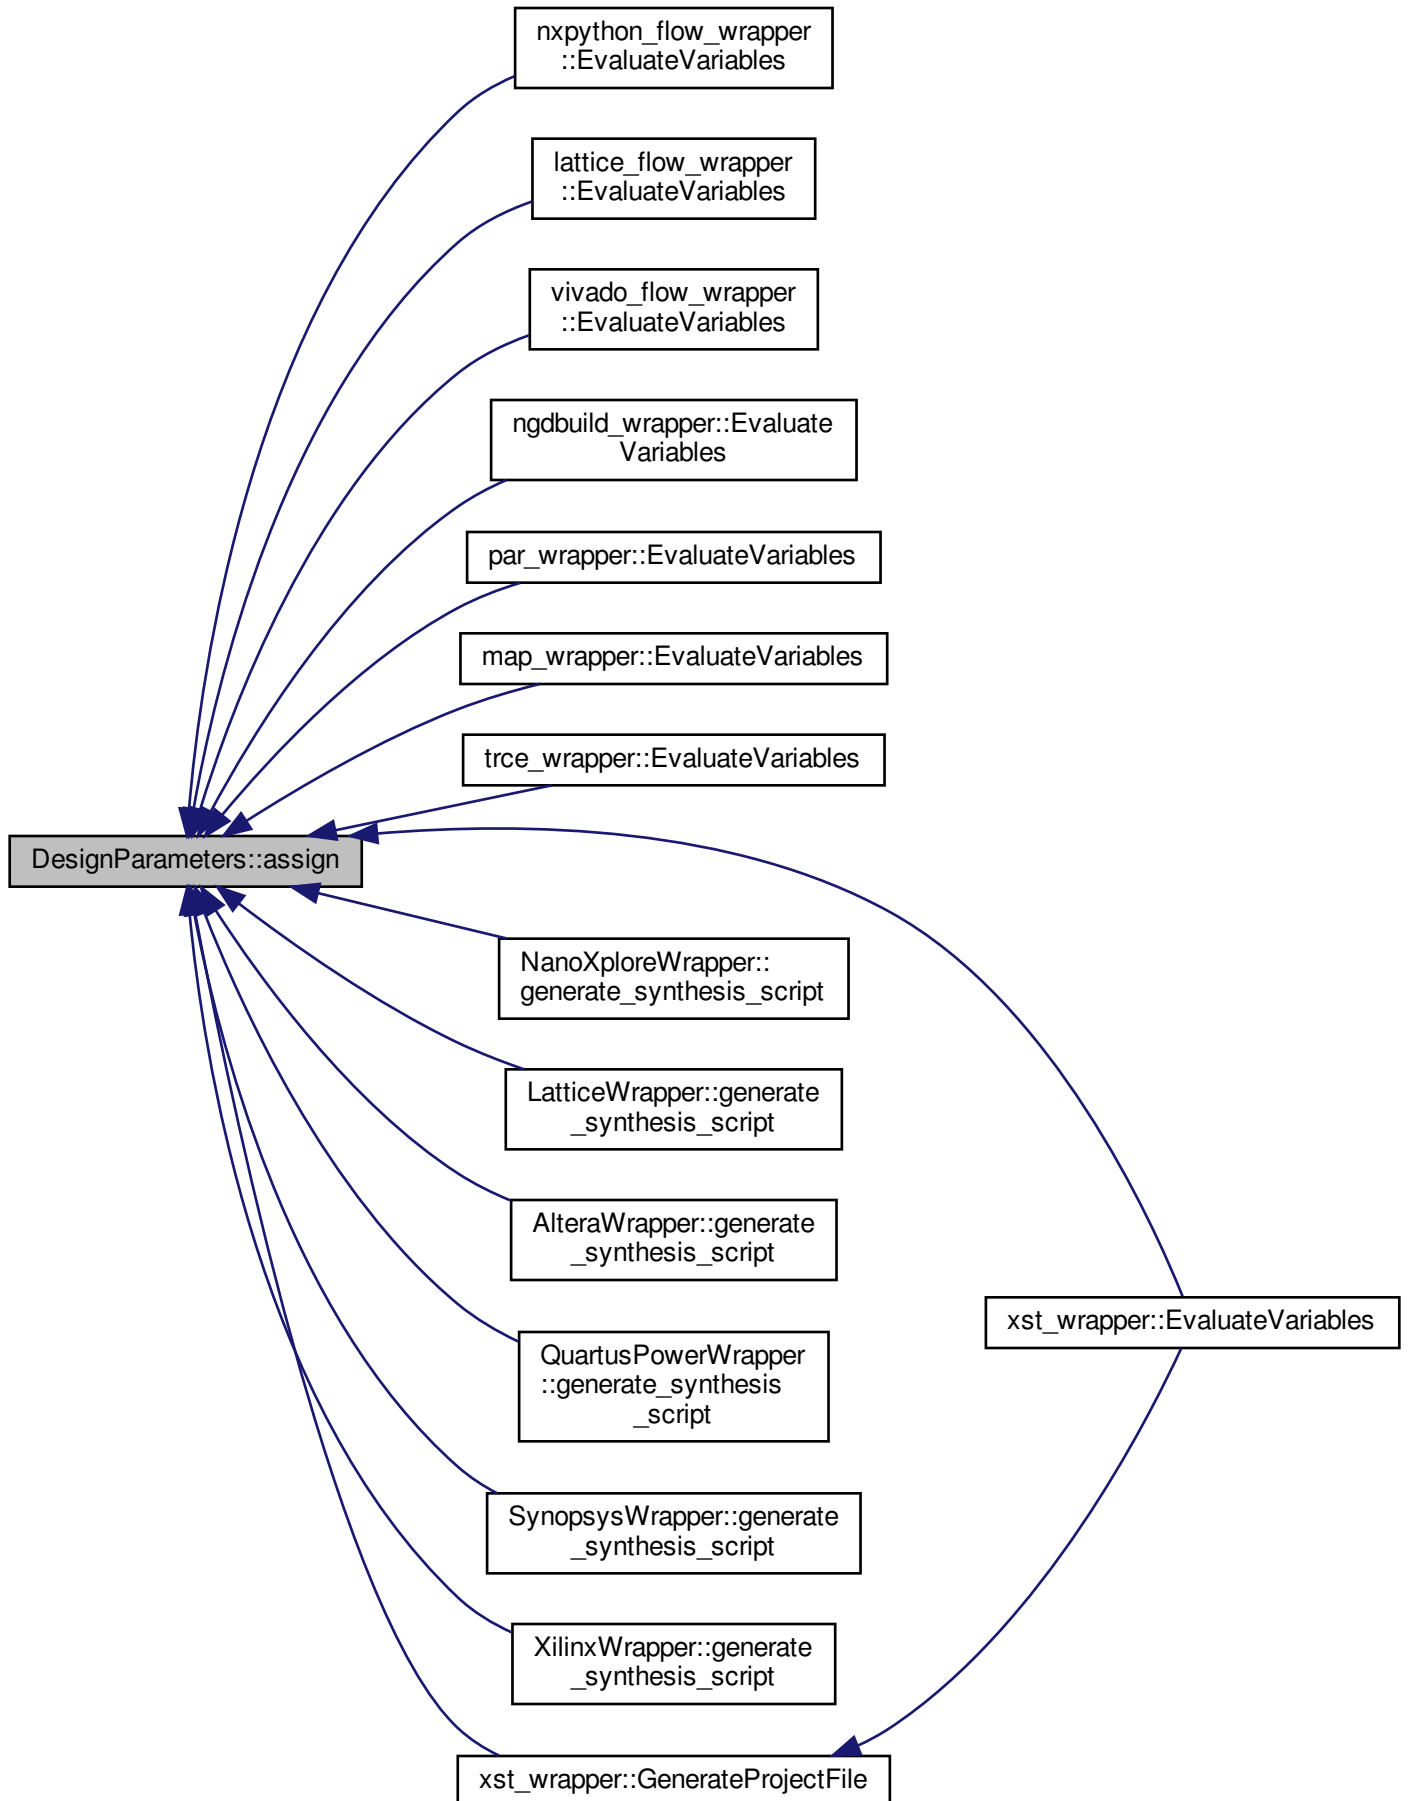 nxpython_flow_wrapper
::EvaluateVariables
lattice_flow_wrapper
::EvaluateVariables
vivado_flow_wrapper
::EvaluateVariables
ngdbuild_wrapper::Evaluate
Variables
par_wrapper::EvaluateVariables
map_wrapper::EvaluateVariables
trce_wrapper::EvaluateVariables
DesignParameters::assign
NanoXploreWrapper::
generate_synthesis_script
LatticeWrapper::generate
_synthesis_script
AlteraWrapper::generate
_synthesis_script
xst_wrapper::EvaluateVariables
QuartusPowerWrapper
::generate_synthesis
_script
SynopsysWrapper::generate
_synthesis_script
XilinxWrapper::generate
_synthesis_script
xst_wrapper::GenerateProjectFile